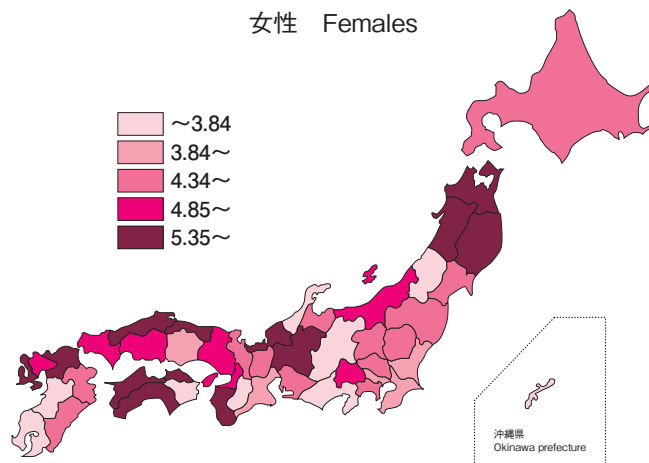 女性　Females
～3.84
3.84～
4.34～
4.85～
5.35～
沖縄県
Okinawa prefecture